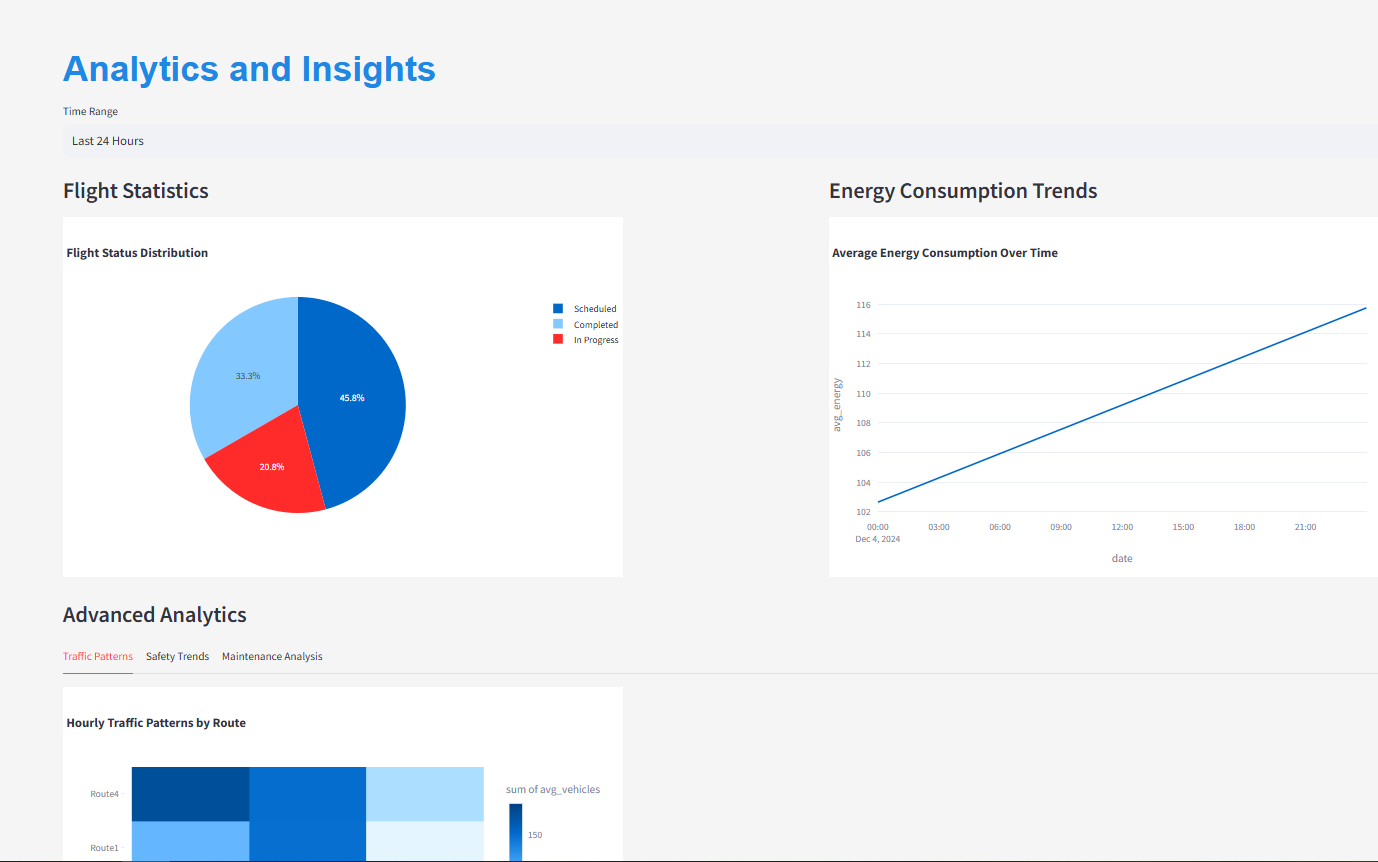 Analytics and Insights
Time Range
Last 24 Hours
Flight Statistics
Flight Status Distribution
Scheduled
Completed
In Progress
33.3%
45.8%
20.8%
Energy Consumption Trends
Average Energy Consumption Over Time
116
114
112
110
108
106
104
102
avg_energy
00:00 03:00 06:00 09:00 12:00 15:00 18:00 21:00
Dec 4, 2024
date
Advanced Analytics
Traffic Patterns Safety Trends Maintenance Analysis
Hourly Traffic Patterns by Route
Route4
Route1
sum of avg_vehicles
150